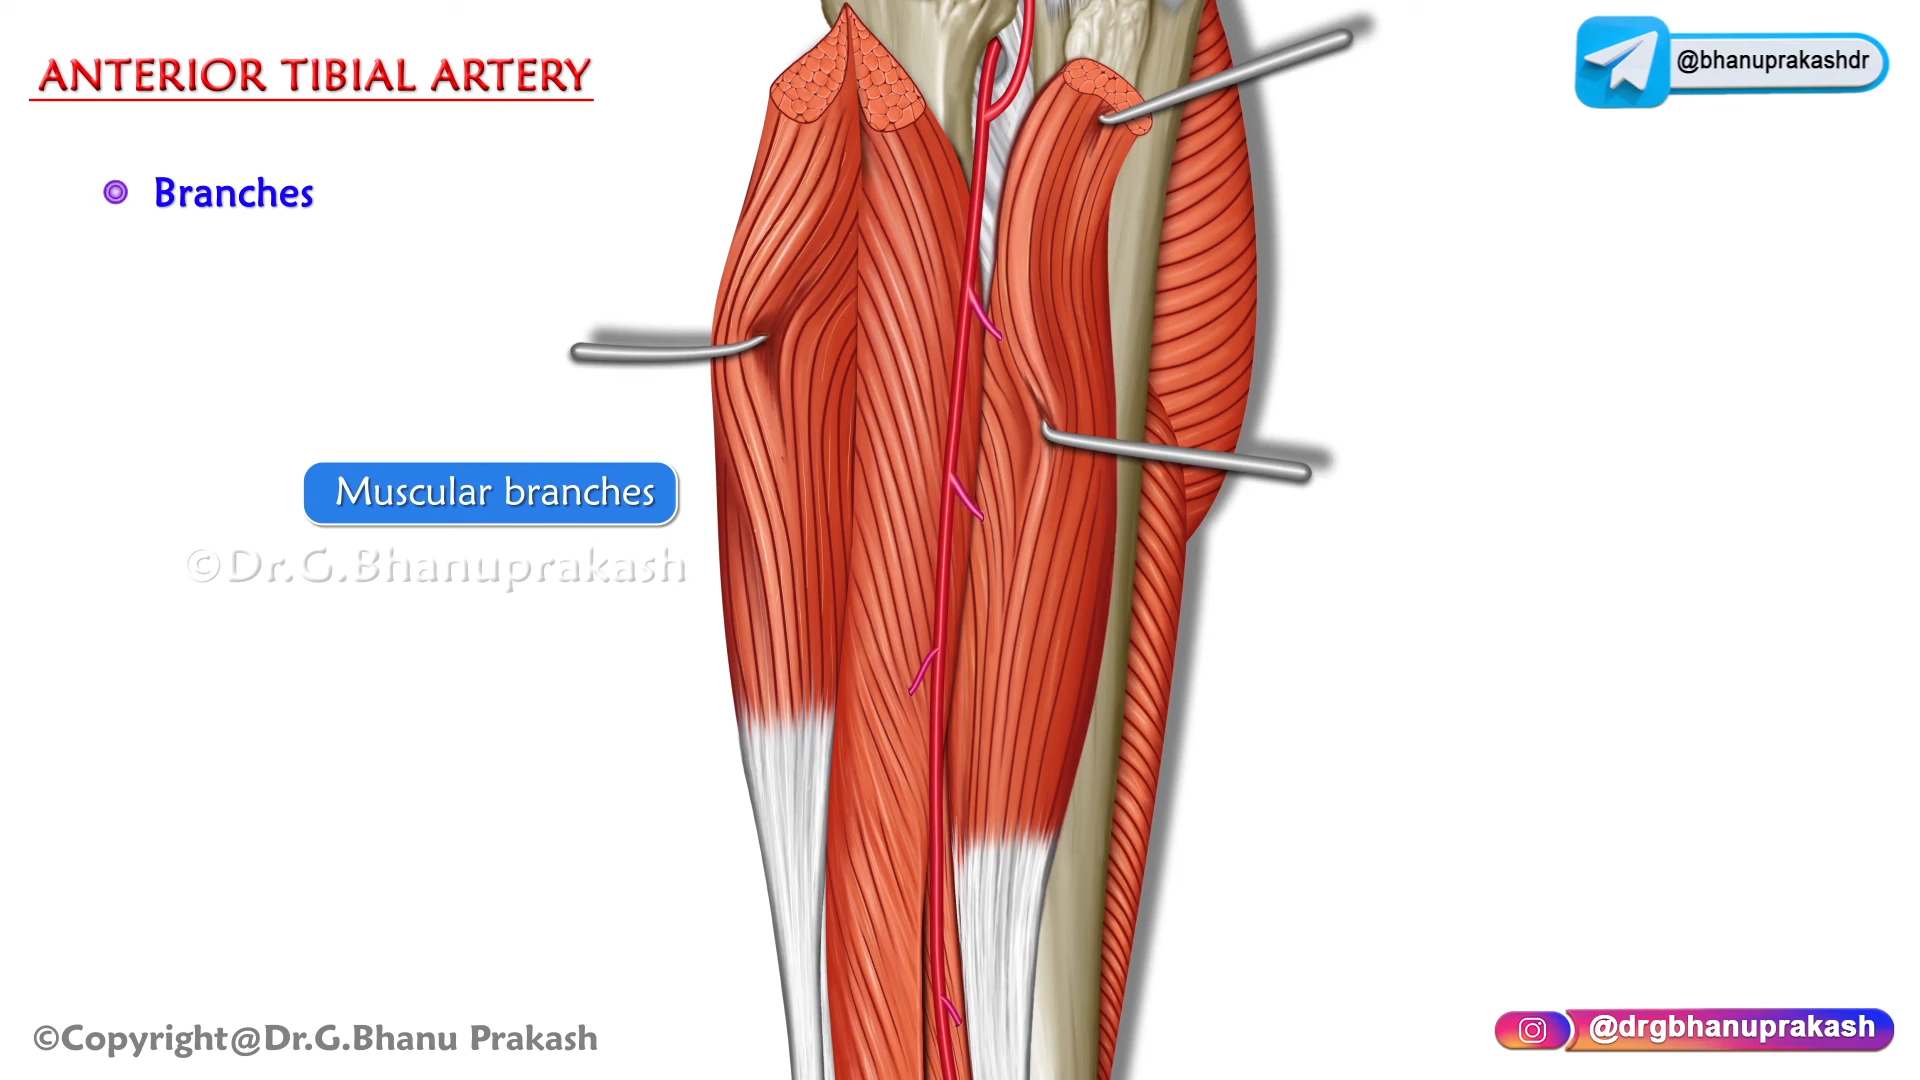 ANTERIOR TIBIAL ARTERY
@bhanuprakashdr
Branches
Muscular branches
©Dr.G.Bhanuprakash
©Copyright@Dr.G.Bhanu Prakash
@drgbhanuprakash